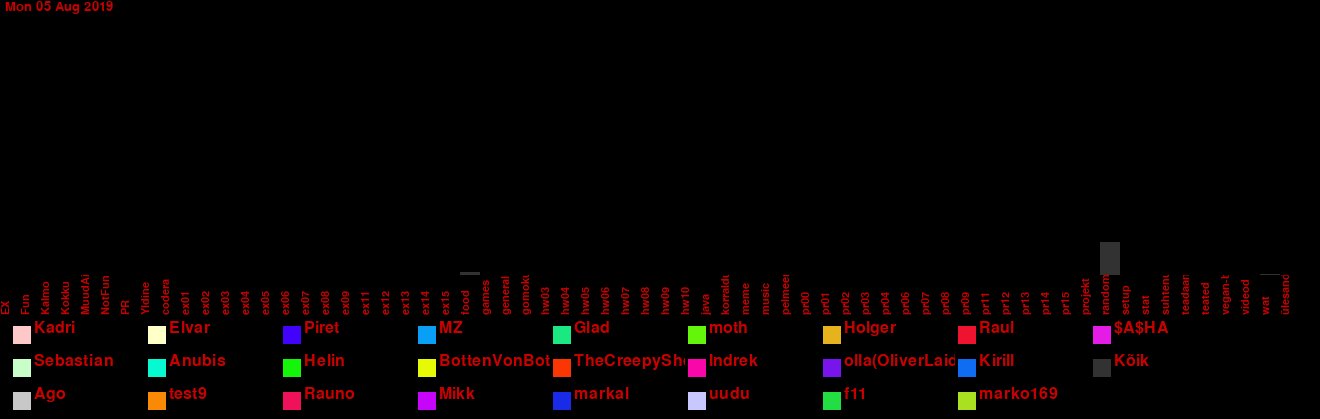 Mon 05 Aug 2019
EX Fun Kalmo Kokku MuudAi NotFun PR Yldine codera ex01 ex02 ex03 ex04 ex05 ex06 ex07 ex08 ex09 ex11 ex12 ex13 ex14 ex15 food games general gomoku hw03 hw04 hw05 hw06 hw07 hw08 hw09 hw10 java korraldu meme music pelmeen pr00 pr01 pr02 pr03 pr04 pr06 pr07 pr08 pr09 pr11 pr12 pr13 pr14 pr15 projekt random setup stat suhtenu teadaan teated vegan-t videod wat ülesand
Kadri Elvar Piret MZ Glad moth Holger Raul $A$HA
Sebastian Anubis Helin BottenVonBot TheCreepySh Indrek olla(OliverLaid Kirill Kõik
Ago test9 Rauno Mikk markal uudu f11 marko169